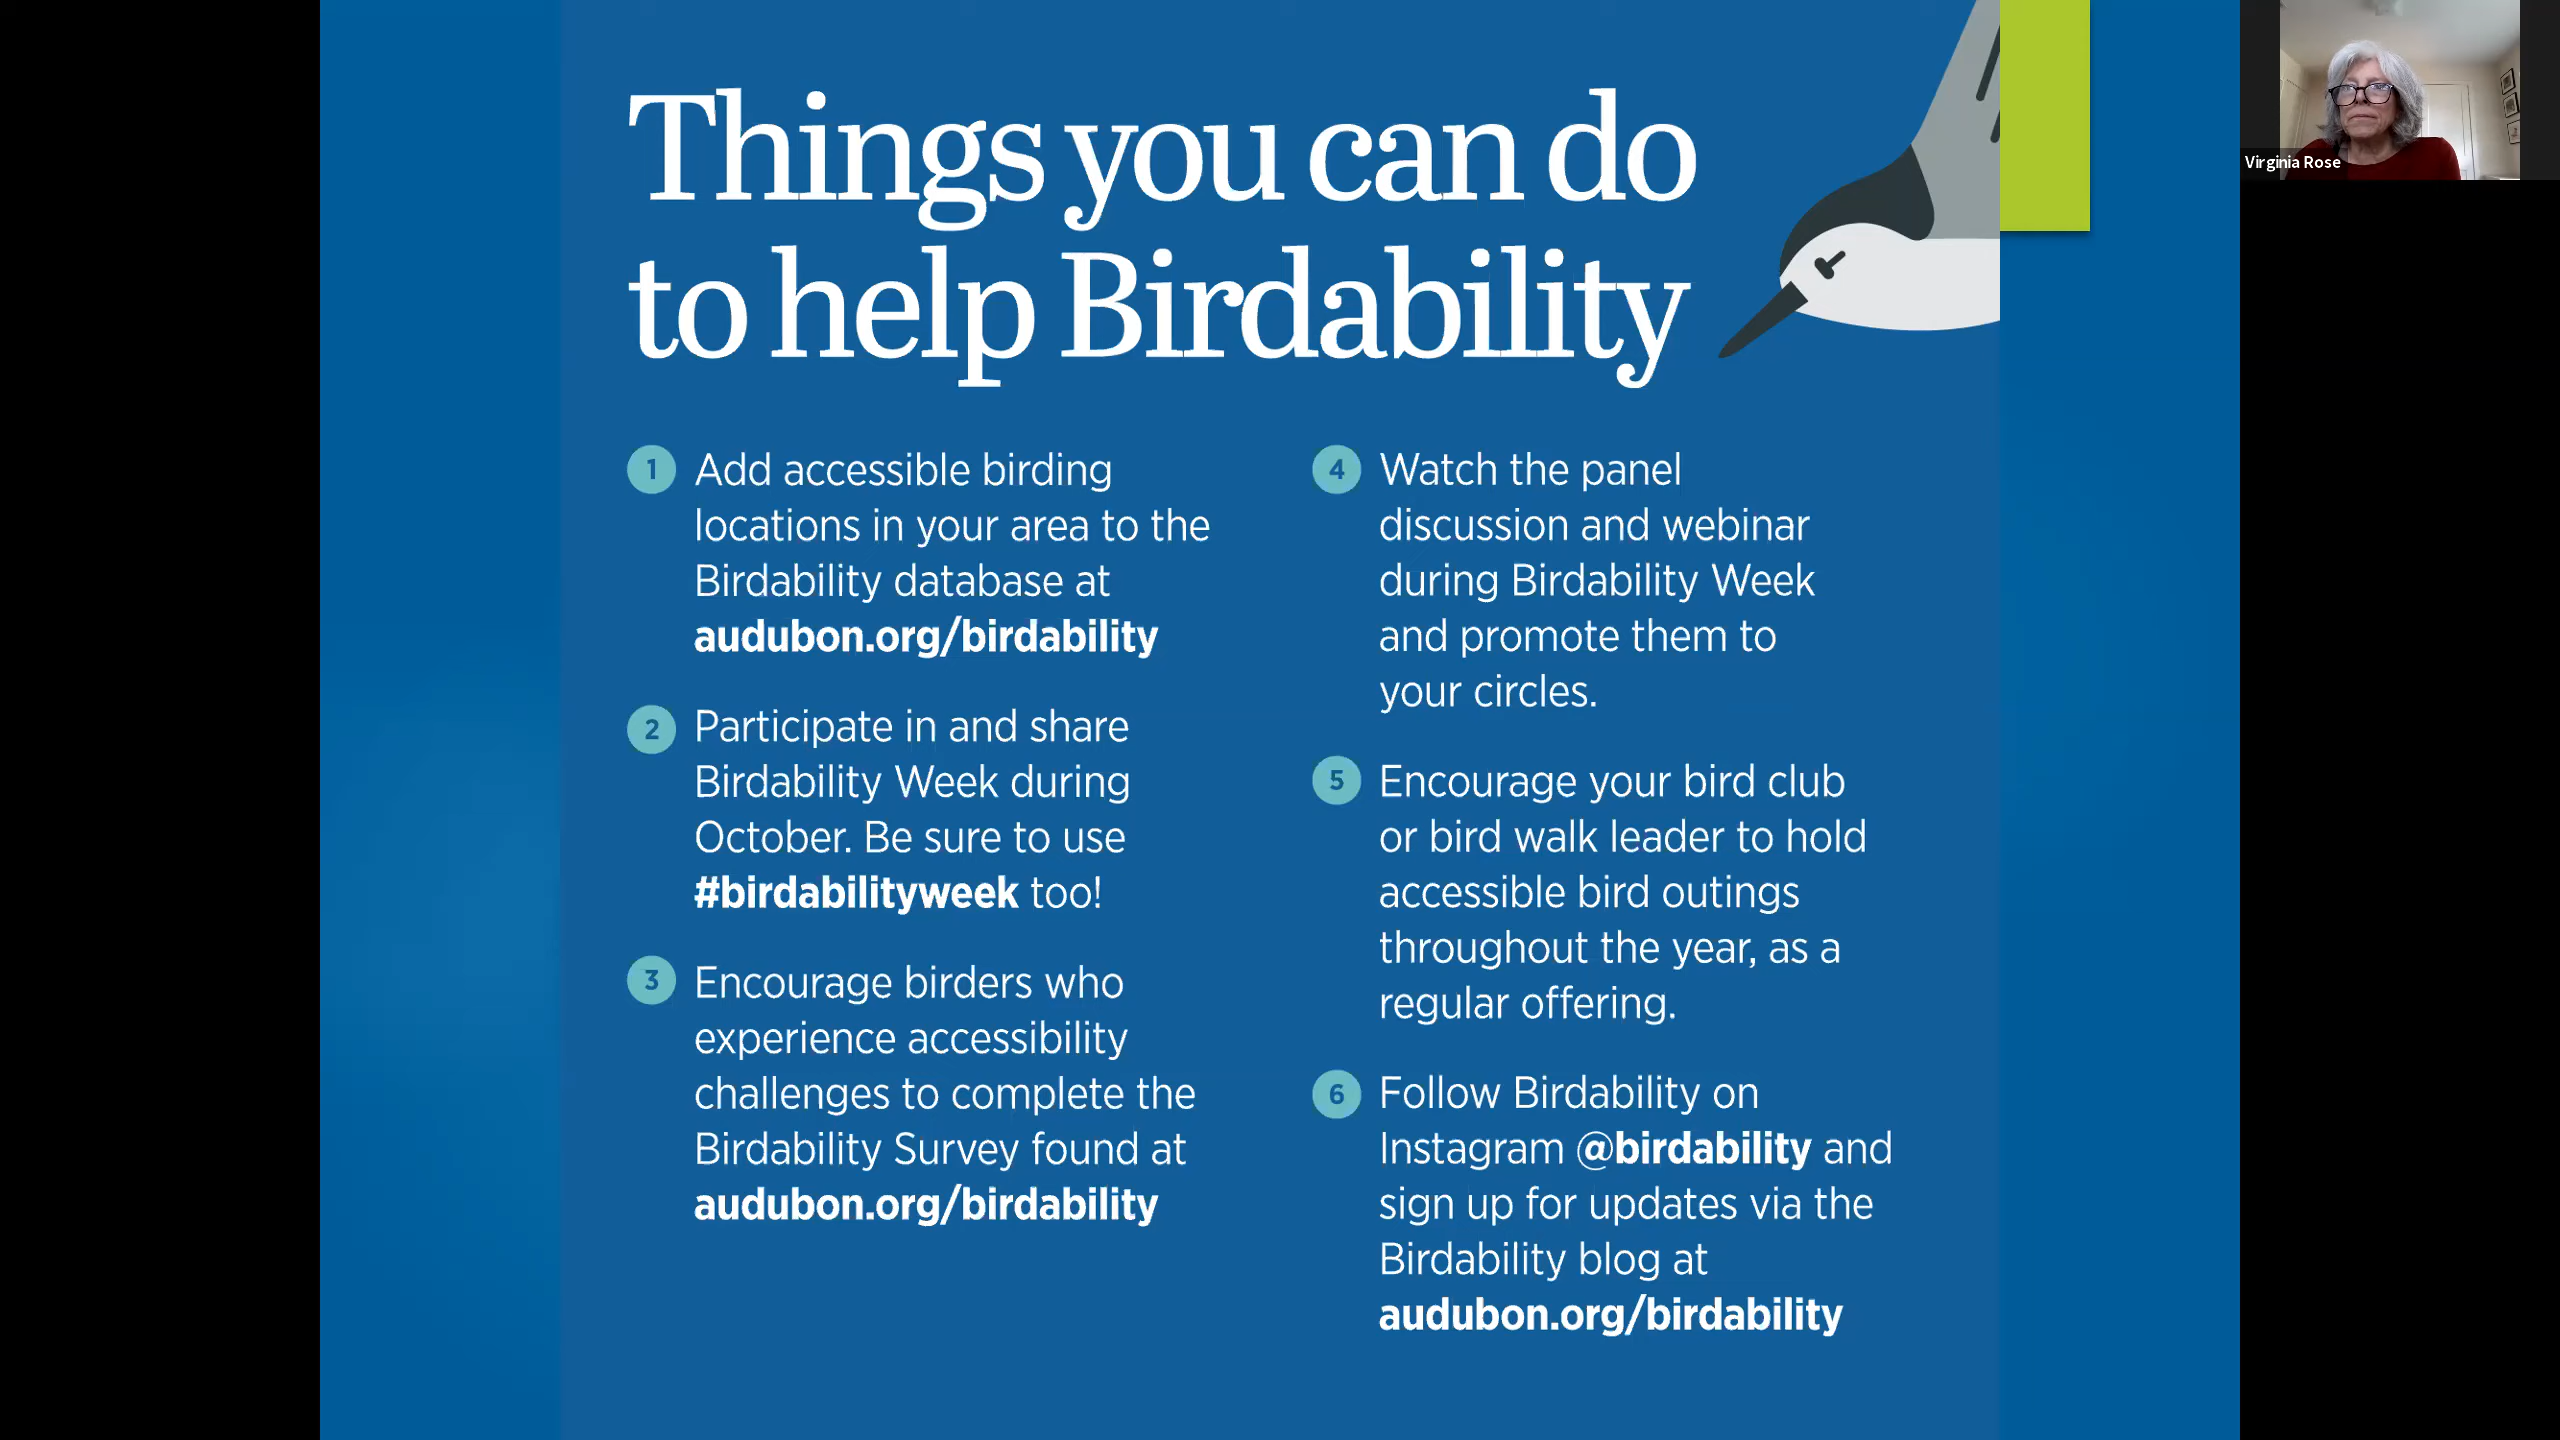 Things you can do
to help Birdability
1 Add accessible birding
locations in your area to the
Birdability database at
audubon.org/birdability
2 Participate in and share
Birdability Week during
October. Be sure to use
#birdabilityweek too!
3 Encourage birders who
experience accessibility
challenges to complete the
Birdability Survey found at
audubon.org/birdability
4 Watch the panel
discussion and webinar
during Birdability Week
and promote them to
your circles.
5 Encourage your bird club
or bird walk leader to hold
accessible bird outings
throughout the year, as a
regular offering.
6 Follow Birdability on
Instagram @birdability and
sign up for updates via the
Birdability blog at
audubon.org/birdability
Virginia Rose